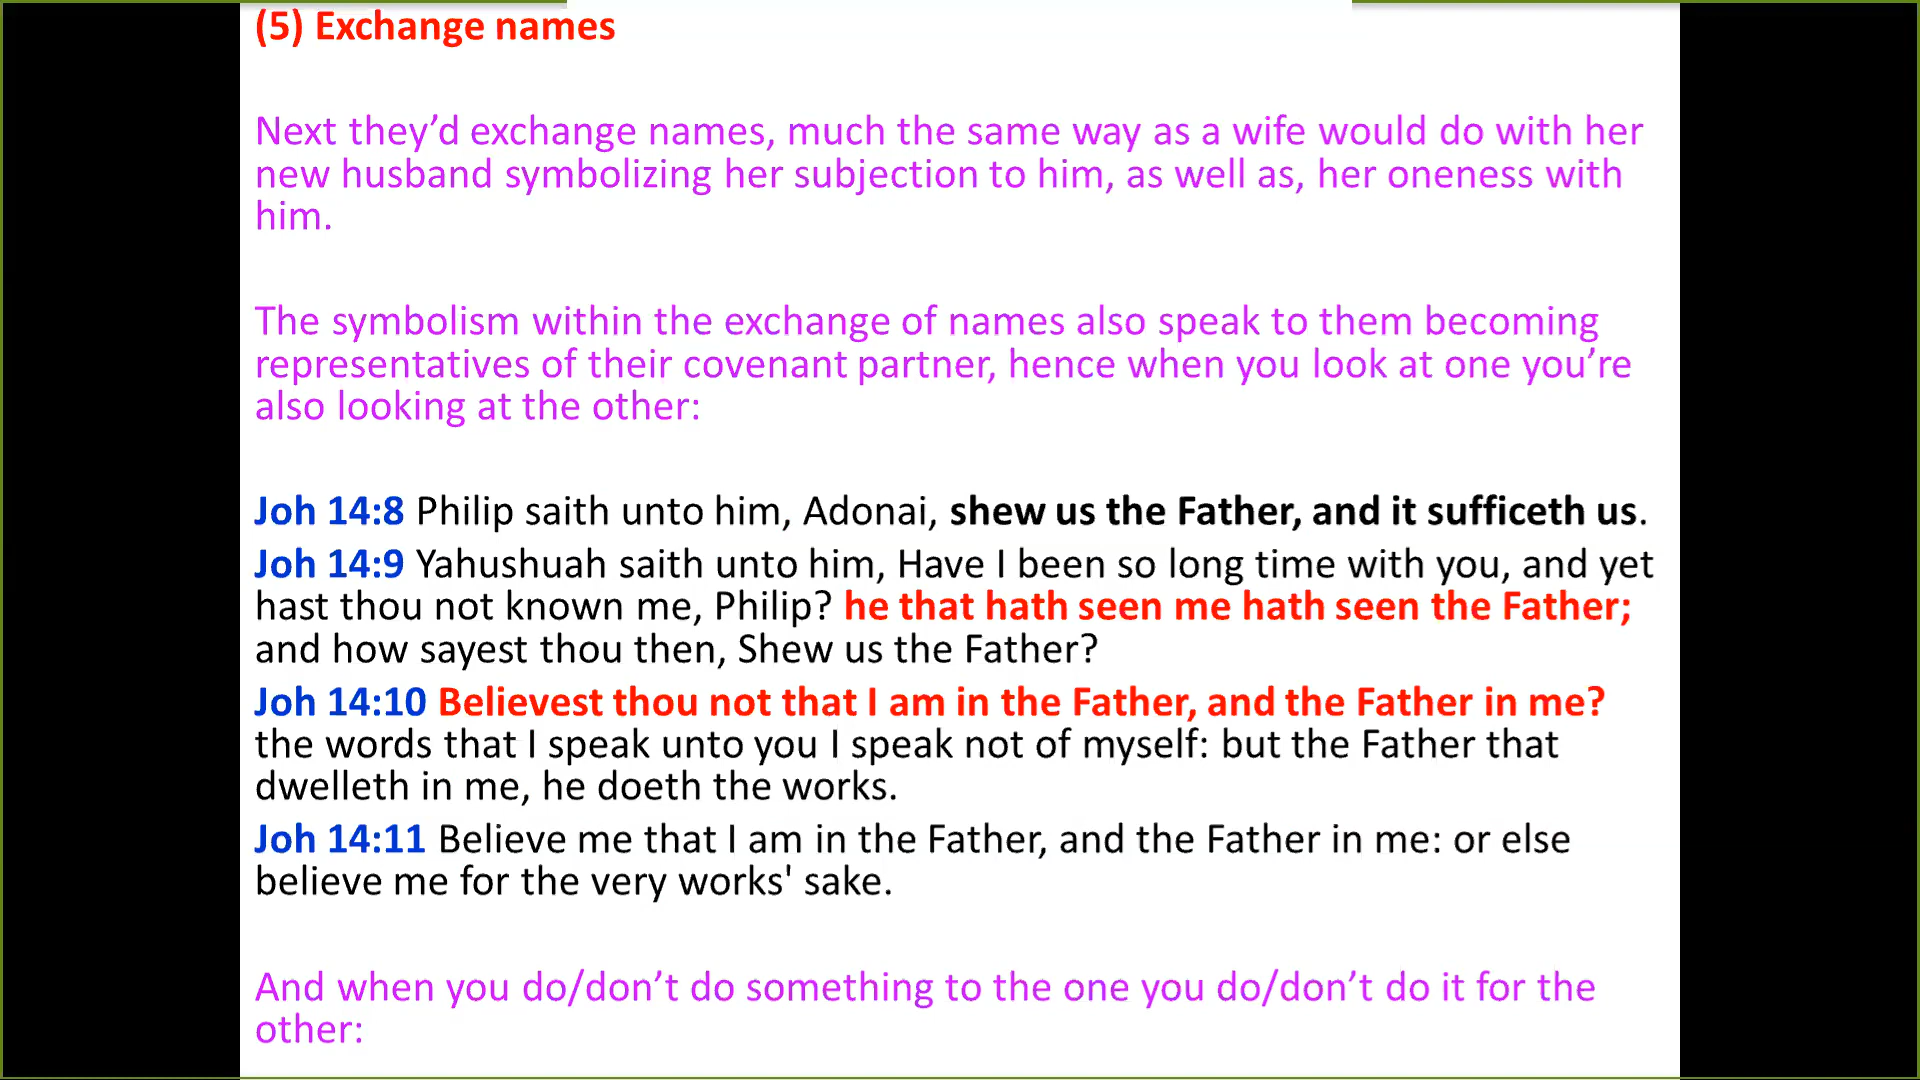 (5) Exchange names
Next they’d exchange names, much the same way as a wife would do with her
new husband symbolizing her subjection to him, as well as, her oneness with
him.
The symbolism within the exchange of names also speak to them becoming
representatives of their covenant partner, hence when you look at one you’re
also looking at the other:
Joh 14:8 Philip saith unto him, Adonai, shew us the Father, and it sufficeth us.
Joh 14:9 Yahushuah saith unto him, Have I been so long time with you, and yet
hast thou not known me, Philip? he that hath seen me hath seen the Father;
and how sayest thou then, Shew us the Father?
Joh 14:10 Believest thou not that I am in the Father, and the Father in me?
the words that I speak unto you I speak not of myself: but the Father that
dwelleth in me, he doeth the works.
Joh 14:11 Believe me that I am in the Father, and the Father in me: or else
believe me for the very works' sake.
And when you do/don’t do something to the one you do/don’t do it for the
other: